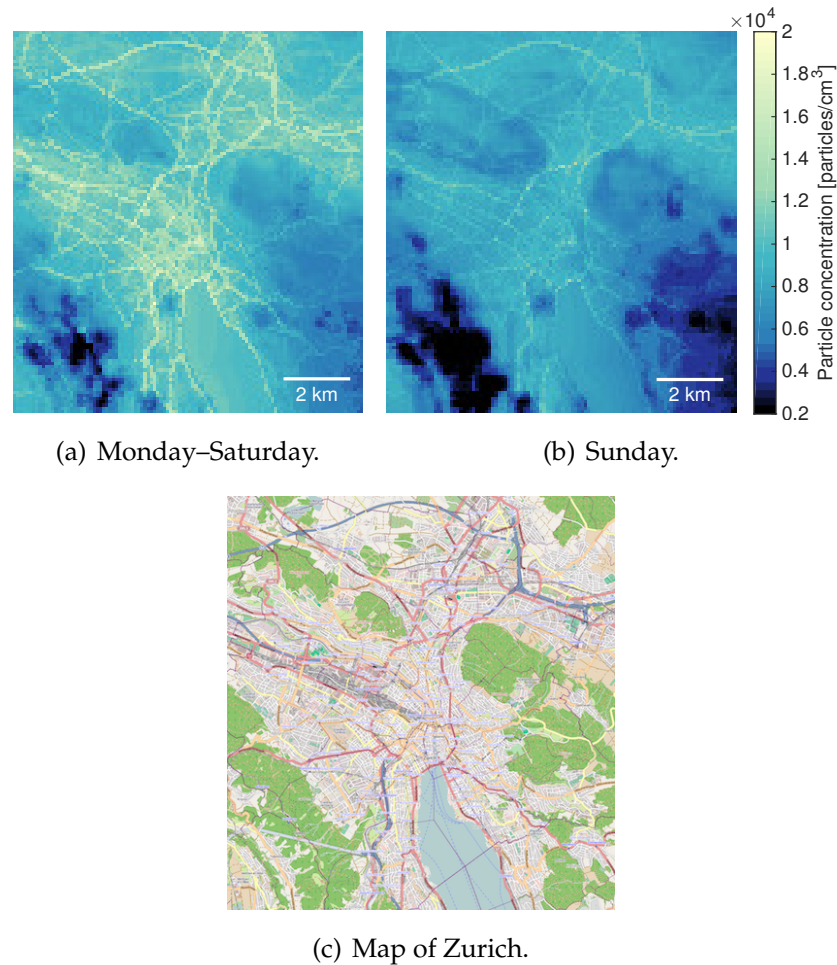 ×10⁴
2
1.8
1.6
1.4
1.2
1
0.8
0.6
0.4
0.2
Particle concentration [particles/cm³]
2 km
2 km
(a) Monday–Saturday.
(b) Sunday.
(c) Map of Zurich.